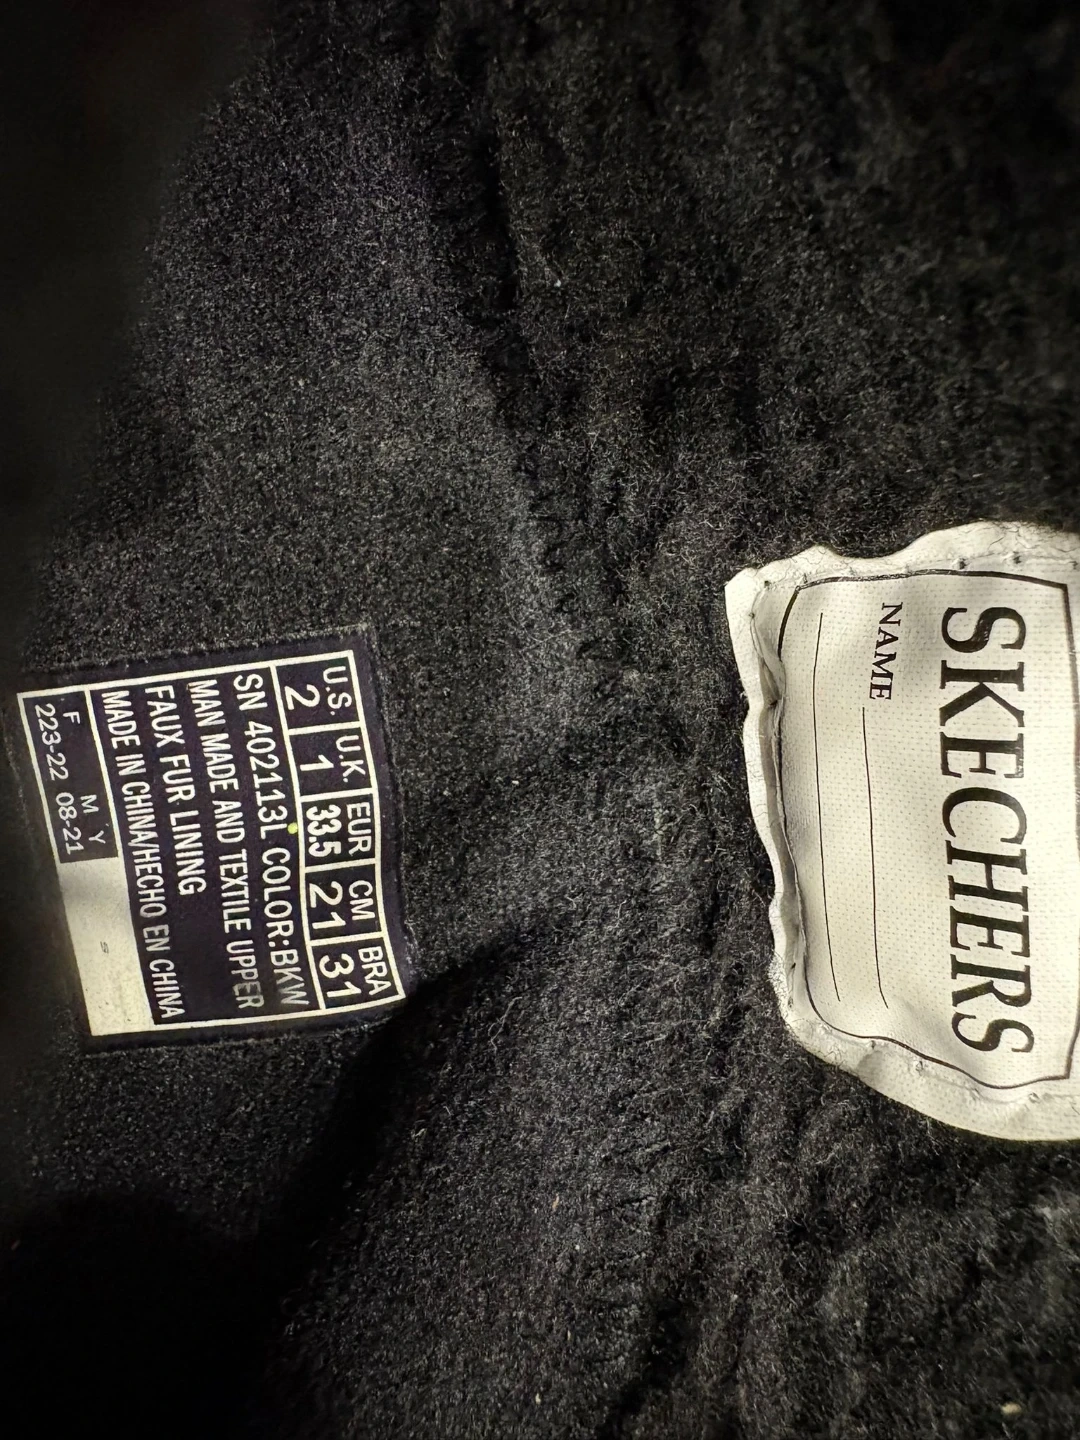 U.S. U.K. EUR CM BRA
2 1 33.5 21 31
SN 402113L COLOR:BKW
MAN MADE AND TEXTILE UPPER
FAUX FUR LINING
MADE IN CHINA/HECHO EN CHINA
F M Y
223-22 08-21
S
SKECHERS
NAME